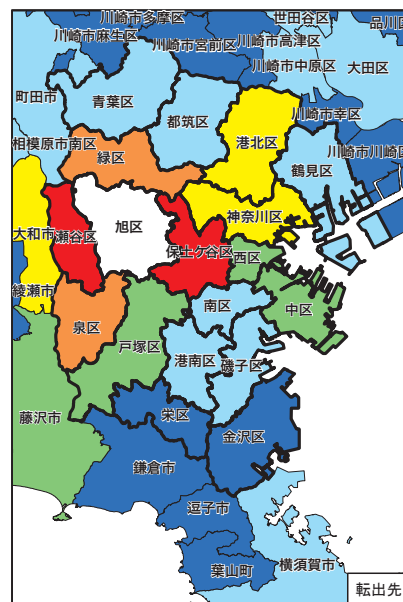 川崎市多摩区
世田谷区
品川区
川崎市麻生区
川崎市宮前区
川崎市高津区
川崎市中原区
大田区
町田市
青葉区
都筑区
川崎市幸区
港北区
相模原市南区
緑区
川崎市川崎区
鶴見区
大和市
瀬谷区
旭区
神奈川区
保土ケ谷区
西区
綾瀬市
泉区
南区
中区
戸塚区
港南区
磯子区
藤沢市
栄区
金沢区
鎌倉市
逗子市
葉山町
横須賀市
転出先